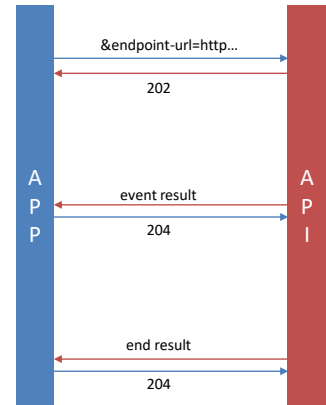 &endpoint-url=http...
202
A
P
P
A
P
I
event result
204
end result
204